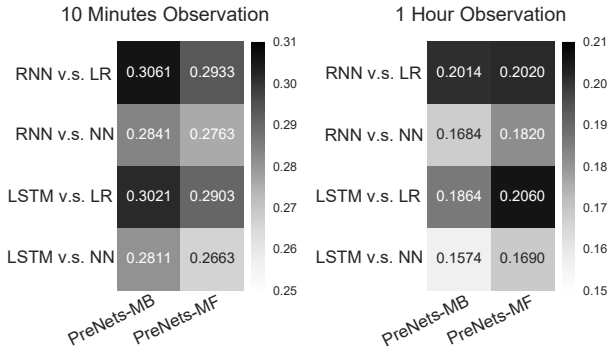 10 Minutes Observation
RNN v.s. LR 0.3061 0.2933
RNN v.s. NN 0.2841 0.2763
LSTM v.s. LR 0.3021 0.2903
LSTM v.s. NN 0.2811 0.2663
PreNets-MB PreNets-MF
0.31
0.30
0.29
0.28
0.27
0.26
0.25
1 Hour Observation
RNN v.s. LR 0.2014 0.2020
RNN v.s. NN 0.1684 0.1820
LSTM v.s. LR 0.1864 0.2060
LSTM v.s. NN 0.1574 0.1690
PreNets-MB PreNets-MF
0.21
0.20
0.19
0.18
0.17
0.16
0.15